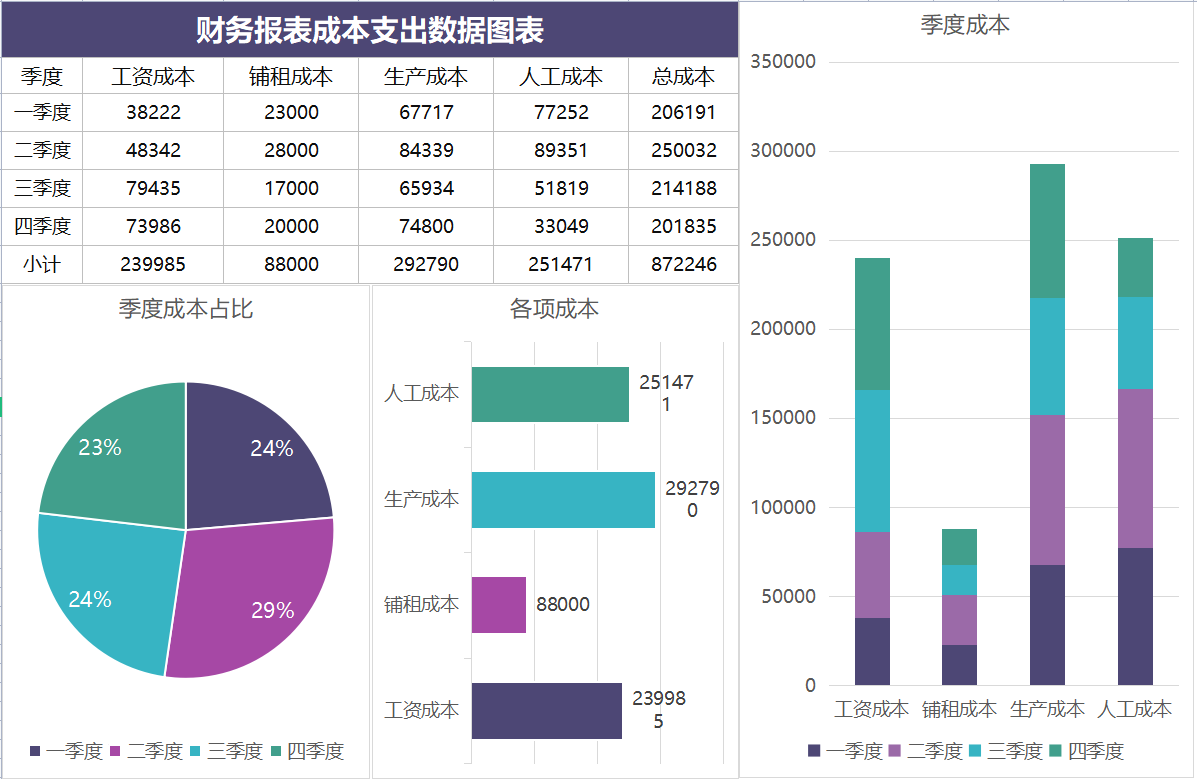 财务报表成本支出数据图表
季度 工资成本 铺租成本 生产成本 人工成本 总成本
一季度 38222 23000 67717 77252 206191
二季度 48342 28000 84339 89351 250032
三季度 79435 17000 65934 51819 214188
四季度 73986 20000 74800 33049 201835
小计 239985 88000 292790 251471 872246
季度成本占比
23%
24%
24%
29%
一季度 二季度 三季度 四季度
各项成本
人工成本 25147
1
生产成本 29279
0
铺租成本 88000
工资成本 23998
5
季度成本
350000
300000
250000
200000
150000
100000
50000
0
工资成本 铺租成本 生产成本 人工成本
一季度 二季度 三季度 四季度